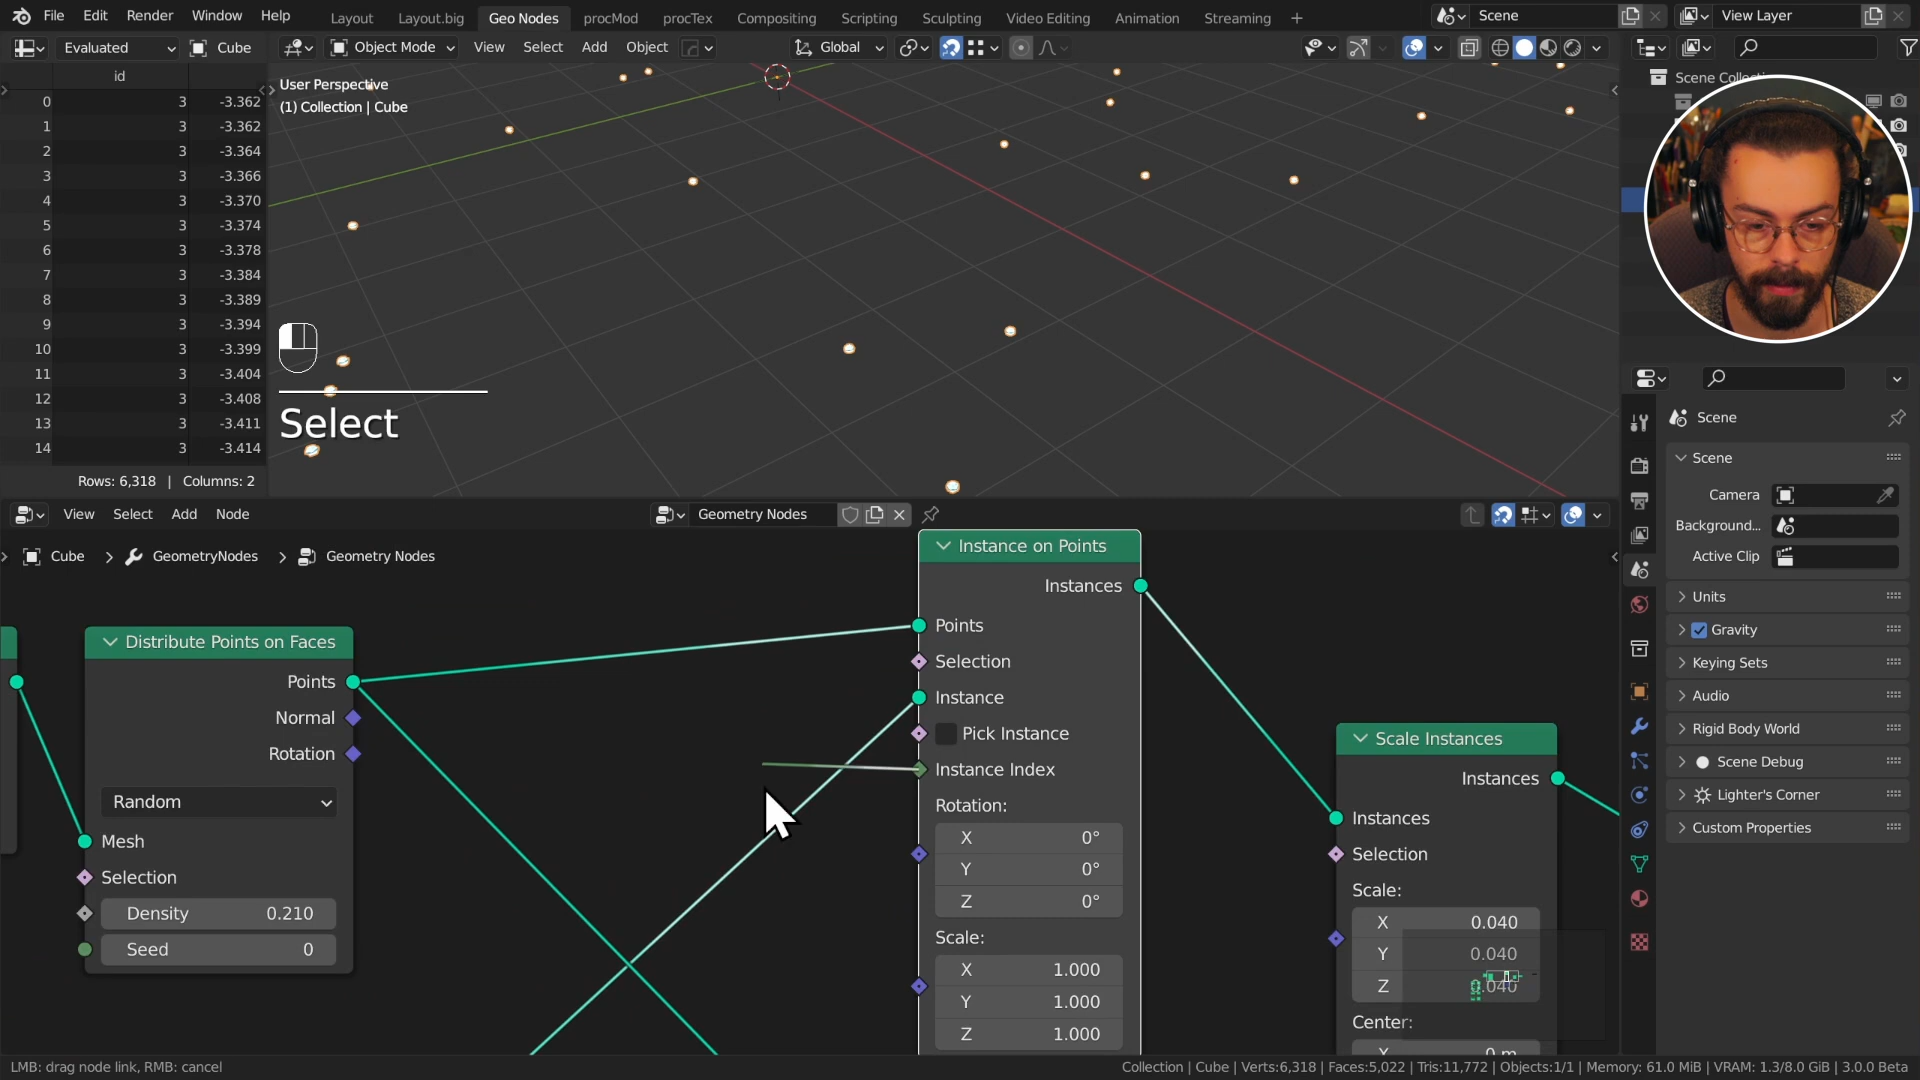 File Edit Render Window Help Layout Layout.big Geo Nodes procMod procTex Compositing Scripting Sculpting Video Editing Animation Streaming + Scene View Layer
Evaluated Cube Object Mode View Select Add Object Global
id
0 3 -3.362
1 3 -3.362
2 3 -3.364
3 3 -3.366
4 3 -3.370
5 3 -3.374
6 3 -3.378
7 3 -3.384
8 3 -3.389
9 3 -3.394
10 3 -3.399
11 3 -3.404
12 3 -3.408
13 3 -3.411
14 3 -3.414
Rows: 6,318 | Columns: 2
User Perspective
(1) Collection | Cube
Select
View Select Add Node Geometry Nodes
Cube GeometryNodes Geometry Nodes
Distribute Points on Faces
Points
Normal
Rotation
Random
Mesh
Selection
Density 0.210
Seed 0
Instance on Points
Instances
Points
Selection
Instance
Pick Instance
Instance Index
Rotation:
X 0°
Y 0°
Z 0°
Scale:
X 1.000
Y 1.000
Z 1.000
Scale Instances
Instances
Instances
Selection
Scale:
X 0.040
Y 0.040
Z
Center:
Scene
Scene
Camera
Background...
Active Clip
Units
Gravity
Keying Sets
Audio
Rigid Body World
Scene Debug
Lighter's Corner
Custom Properties
LMB: drag node link, RMB: cancel
Collection | Cube | Verts:6,318 | Faces:5,022 | Tris:11,772 | Objects:1/1 | Memory: 61.0 MiB | VRAM: 1.3/8.0 GiB | 3.0.0 Beta